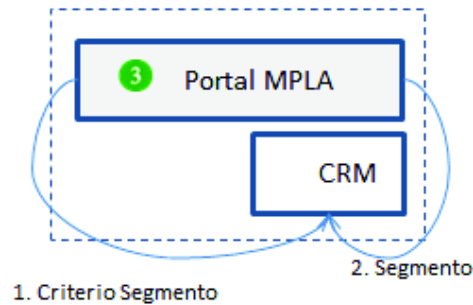 3 Portal MPLA
CRM
2. Segmento
1. Criterio Segmento